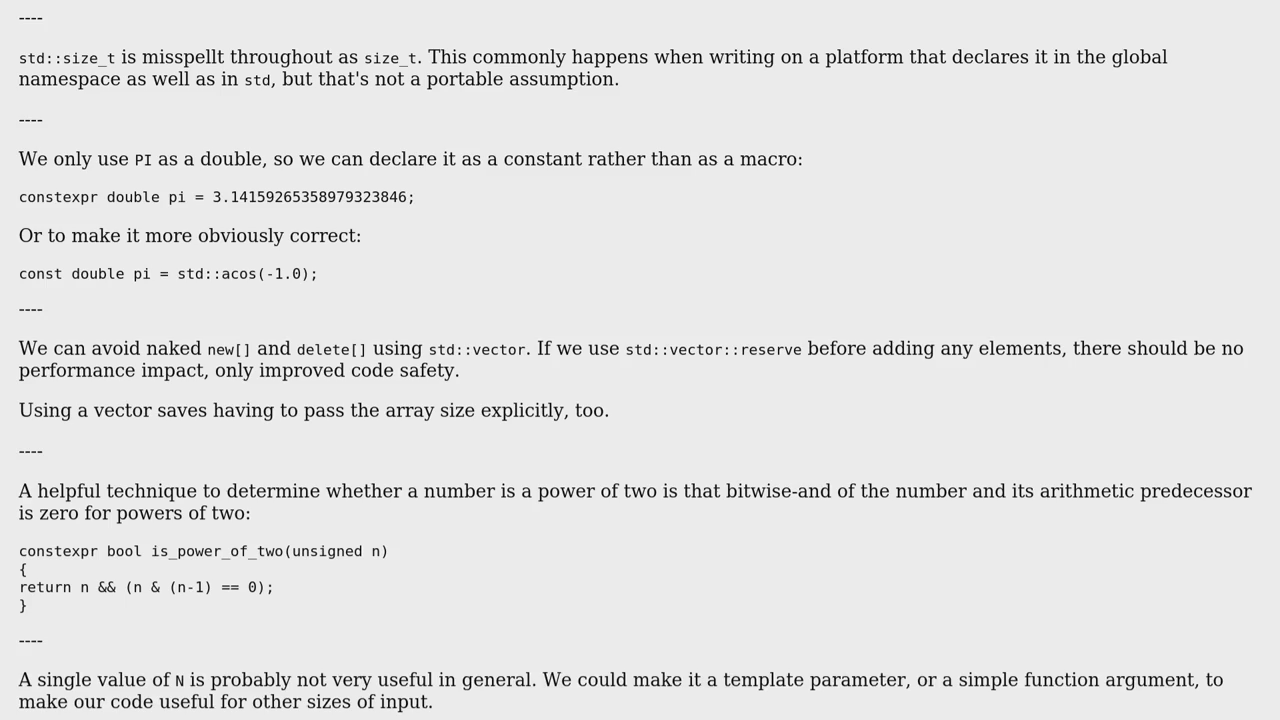 ----
std::size_t is misspellt throughout as size_t. This commonly happens when writing on a platform that declares it in the global
namespace as well as in std, but that's not a portable assumption.
----
We only use PI as a double, so we can declare it as a constant rather than as a macro:
constexpr double pi = 3.14159265358979323846;
Or to make it more obviously correct:
const double pi = std::acos(-1.0);
----
We can avoid naked new[] and delete[] using std::vector. If we use std::vector::reserve before adding any elements, there should be no
performance impact, only improved code safety.
Using a vector saves having to pass the array size explicitly, too.
----
A helpful technique to determine whether a number is a power of two is that bitwise-and of the number and its arithmetic predecessor
is zero for powers of two:
constexpr bool is_power_of_two(unsigned n)
{
return n && (n & (n-1) == 0);
}
----
A single value of N is probably not very useful in general. We could make it a template parameter, or a simple function argument, to
make our code useful for other sizes of input.